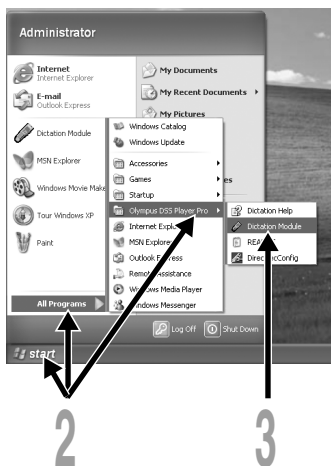 Administrator
Internet
Internet Explorer
E-mail
Outlook Express
Dictation Module
MSN Explorer
Windows Movie Make
Tour Windows XP
Paint
All Programs
My Documents
My Recent Documents
My Pictures
es
Windows Catalog
Windows Update
Accessories
Games
Startup
Olympus DSS Player Pro
Internet Explo
MSN Explorer
Outlook Express
Remote Assistance
Windows Media Player
Windows Messenger
Dictation Help
Dictation Module
DirectRecConfig
Log Off
Shut Down
start
2
3